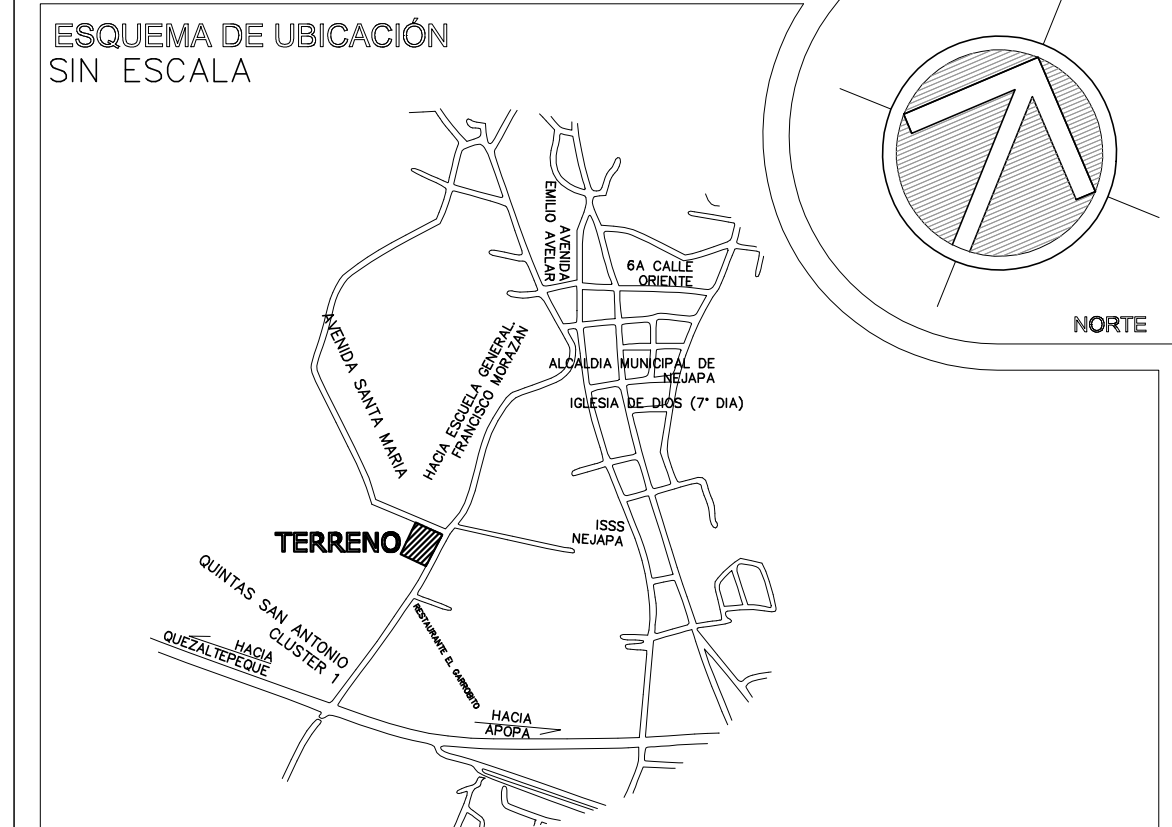 ESQUEMA DE UBICACIÓN
SIN ESCALA
NORTE
AVENIDA
EMILIO AVELAR
6A CALLE
ORIENTE
AVENIDA SANTA MARIA
HACIA ESCUELA GENERAL.
FRANCISCO MORAZAN
ALCALDIA MUNICIPAL DE
NEJAPA
IGLESIA DE DIOS (7° DIA)
ISSS
NEJAPA
TERRENO
QUINTAS SAN ANTONIO
CLUSTER 1
HACIA
QUEZALTEPEQUE
RESTAURANTE EL GARROBITO
HACIA
APOPA